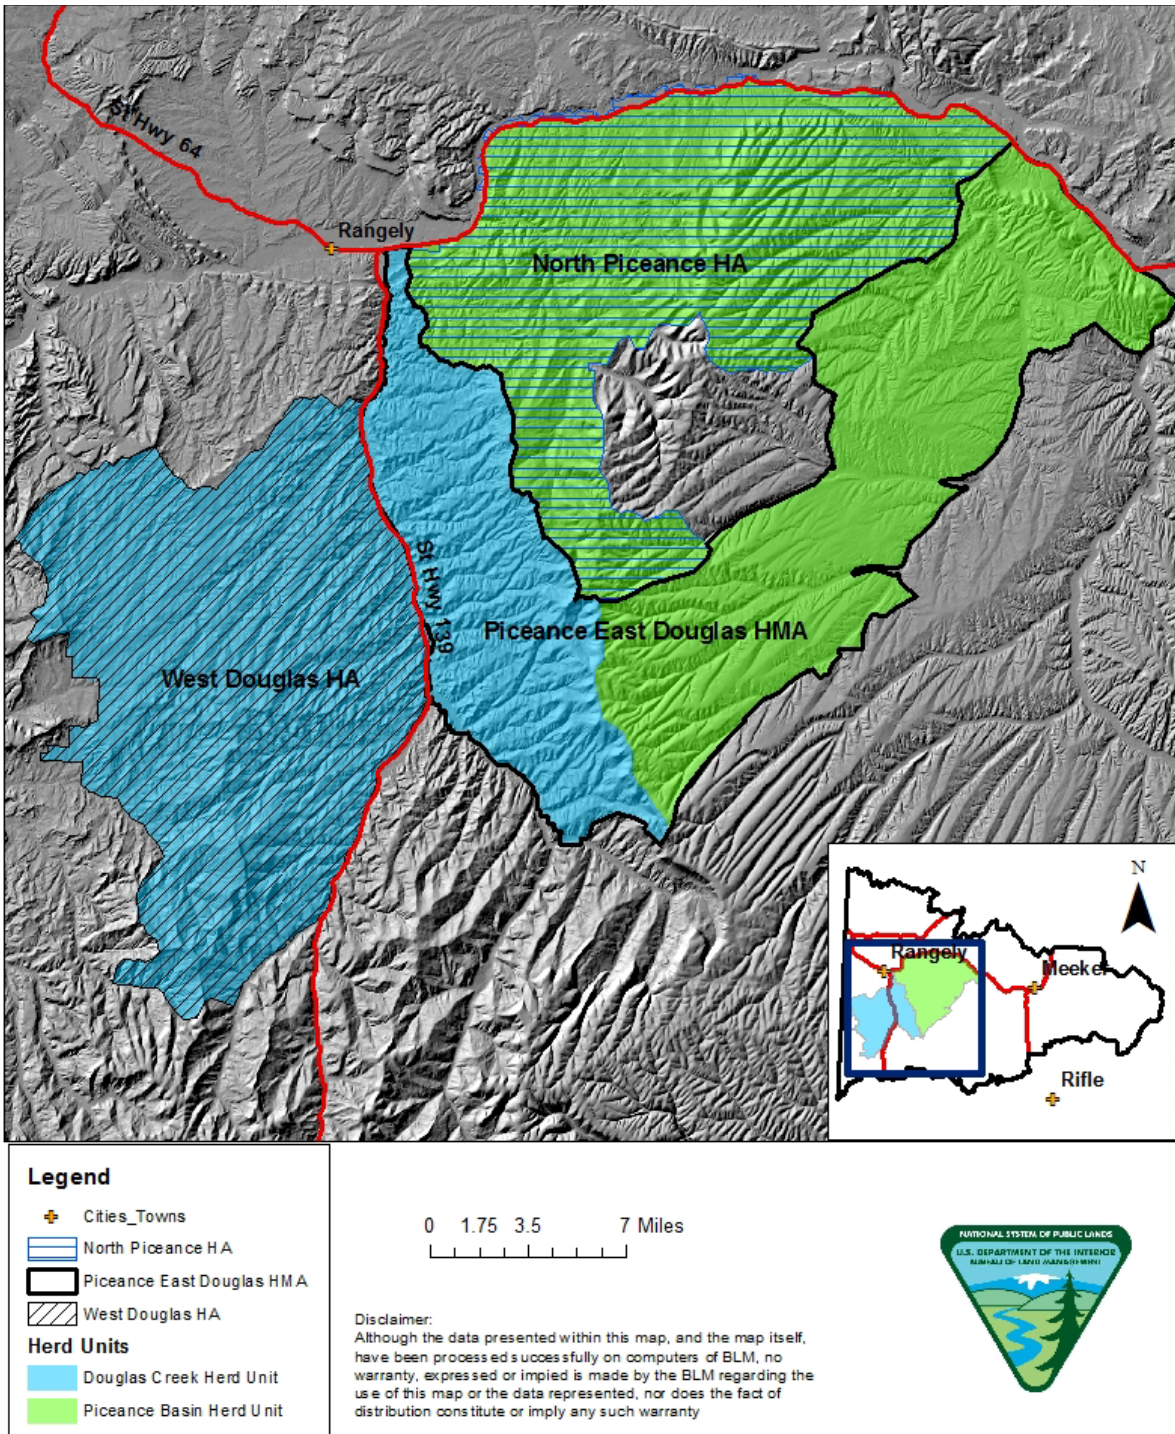 St Hwy 64
Rangely
North Piceance HA
St Hwy 139
Piceance East Douglas HMA
West Douglas HA
N
Rangely
Meeker
Rifle
Legend
Cities_Towns
North Piceance HA
Piceance East Douglas HMA
West Douglas HA
Herd Units
Douglas Creek Herd Unit
Piceance Basin Herd Unit
0 1.75 3.5 7 Miles
Disclaimer:
Although the data presented within this map, and the map itself,
have been processed successfully on computers of BLM, no
warranty, expressed or impied is made by the BLM regarding the
use of this map or the data represented, nor does the fact of
distribution constitute or imply any such warranty
NATIONAL SYSTEM OF PUBLIC LANDS
U.S. DEPARTMENT OF THE INTERIOR
BUREAU OF LAND MANAGEMENT